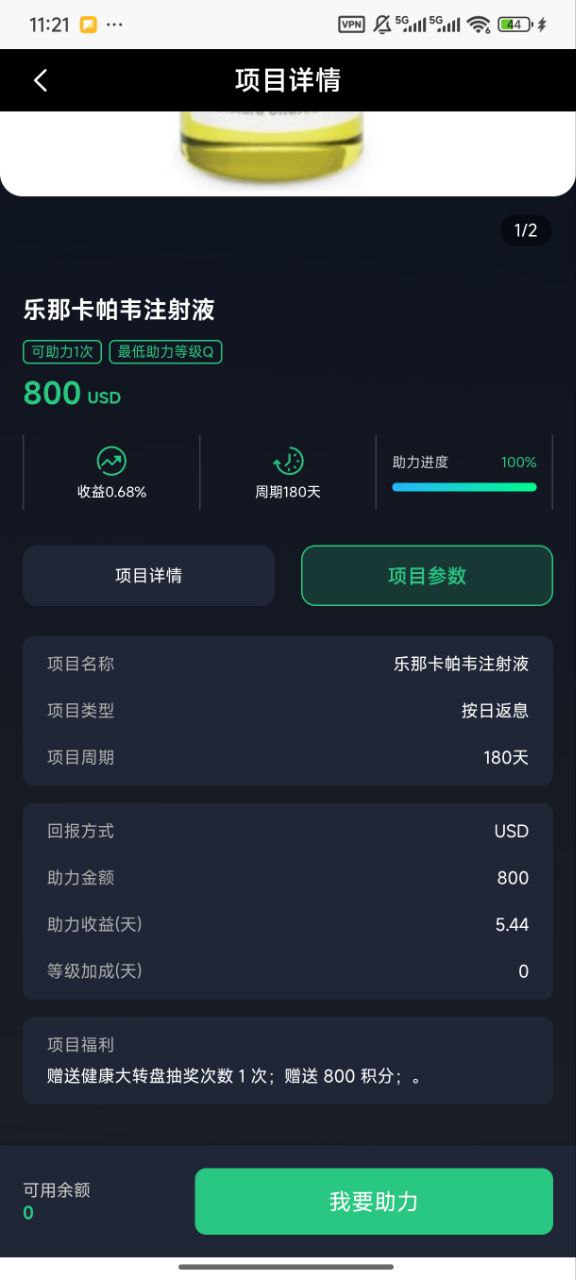 11:21
VPN 5G 5G 6 44
项目详情
1/2
乐那卡帕韦注射液
可助力1次 最低助力等级Q
800 USD
收益0.68% 周期180天 助力进度 100%
项目详情 项目参数
项目名称 乐那卡帕韦注射液
项目类型 按日返息
项目周期 180天
回报方式 USD
助力金额 800
助力收益(天) 5.44
等级加成(天) 0
项目福利
赠送健康大转盘抽奖次数 1 次；赠送 800 积分；。
可用余额
0
我要助力